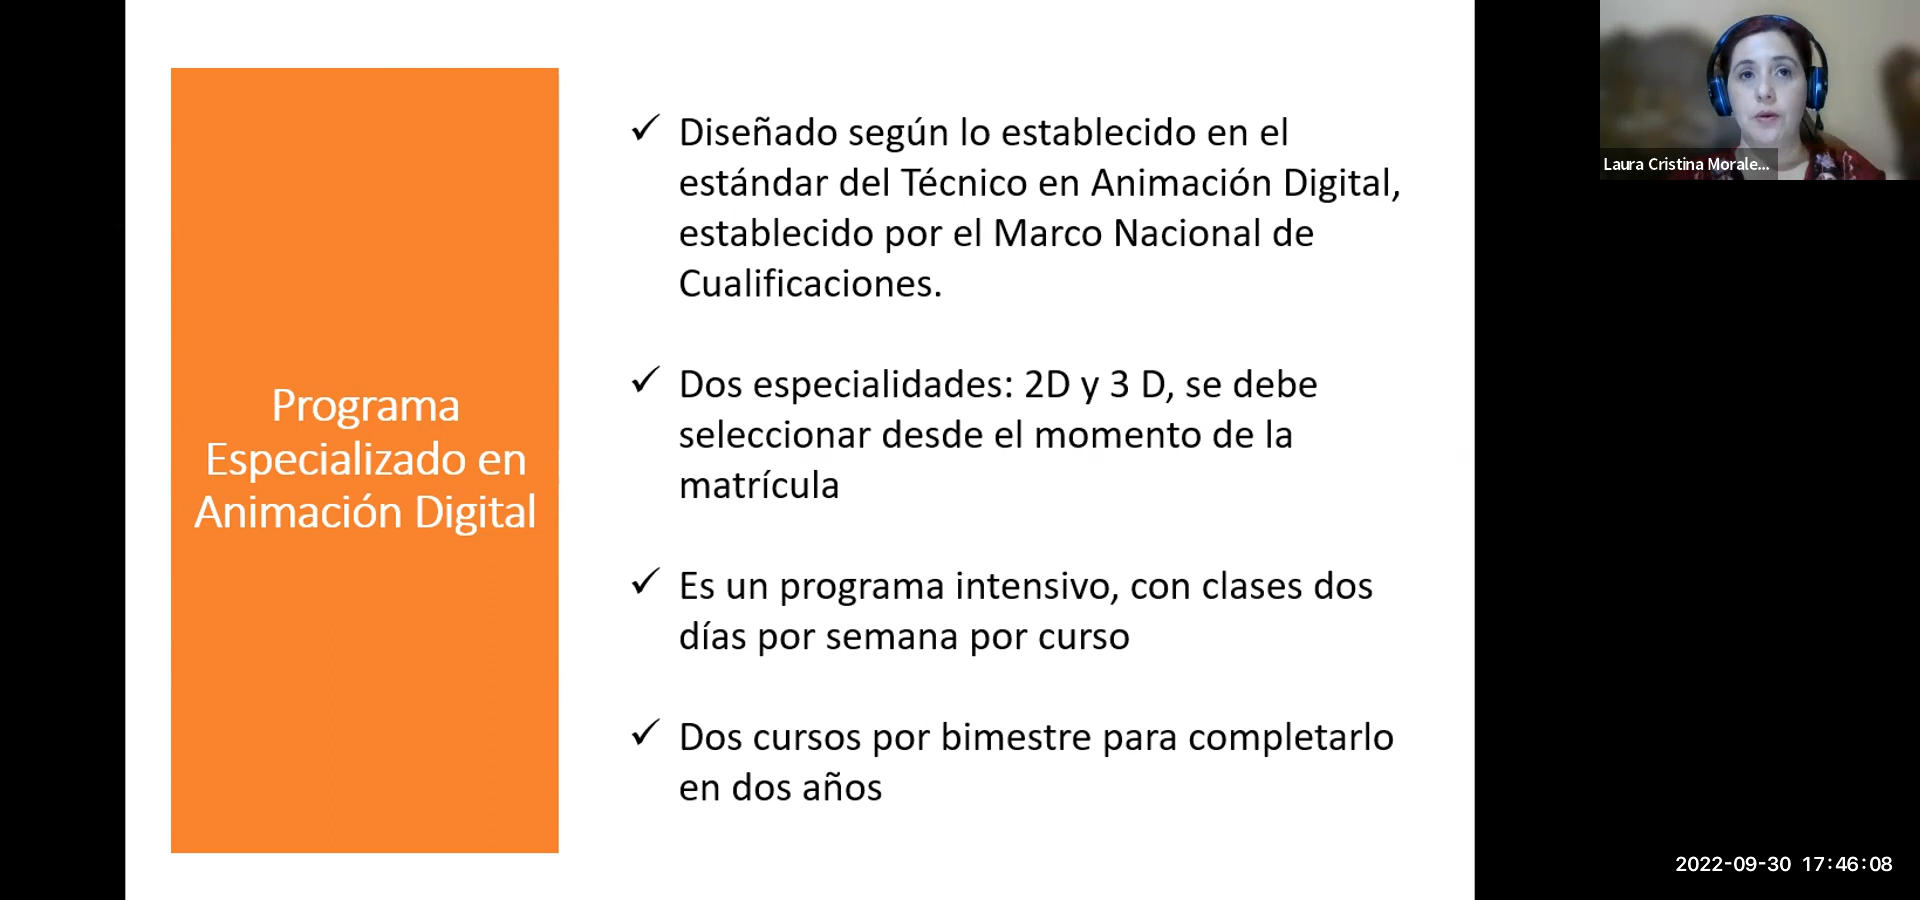 Programa
Especializado en
Animación Digital
✓ Diseñado según lo establecido en el
estándar del Técnico en Animación Digital,
establecido por el Marco Nacional de
Cualificaciones.
✓ Dos especialidades: 2D y 3 D, se debe
seleccionar desde el momento de la
matrícula
✓ Es un programa intensivo, con clases dos
días por semana por curso
✓ Dos cursos por bimestre para completarlo
en dos años
Laura Cristina Morale...
2022-09-30 17:46:08